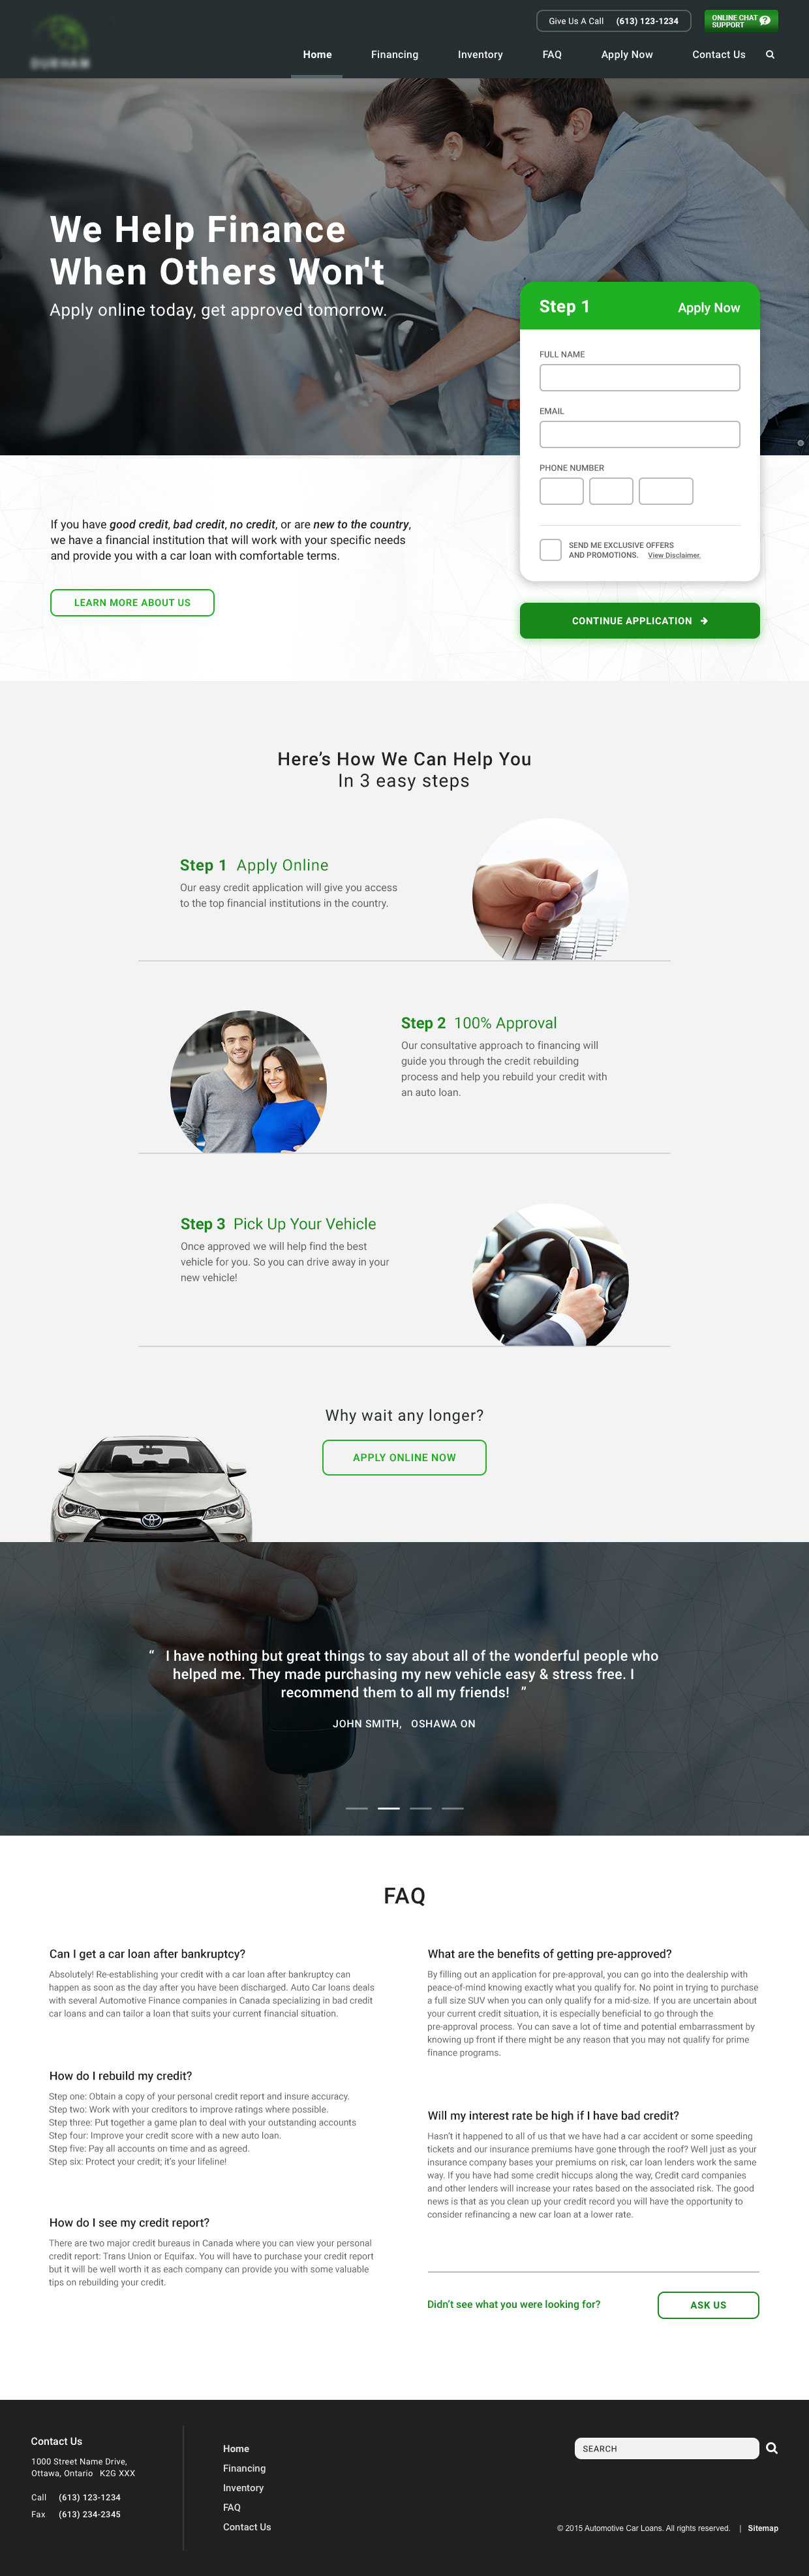 DURHAM
Give Us A Call (613) 123-1234
ONLINE CHAT
SUPPORT
?
Home Financing Inventory FAQ Apply Now Contact Us
We Help Finance
When Others Won't
Apply online today, get approved tomorrow.
Step 1 Apply Now
FULL NAME
EMAIL
PHONE NUMBER
SEND ME EXCLUSIVE OFFERS
AND PROMOTIONS. View Disclaimer.
CONTINUE APPLICATION
If you have good credit, bad credit, no credit, or are new to the country,
we have a financial institution that will work with your specific needs
and provide you with a car loan with comfortable terms.
LEARN MORE ABOUT US
Here's How We Can Help You
In 3 easy steps
Step 1 Apply Online
Our easy credit application will give you access
to the top financial institutions in the country.
Step 2 100% Approval
Our consultative approach to financing will
guide you through the credit rebuilding
process and help you rebuild your credit with
an auto loan.
Step 3 Pick Up Your Vehicle
Once approved we will help find the best
vehicle for you. So you can drive away in your
new vehicle!
Why wait any longer?
APPLY ONLINE NOW
“ I have nothing but great things to say about all of the wonderful people who
helped me. They made purchasing my new vehicle easy & stress free. I
recommend them to all my friends! ”
JOHN SMITH, OSHAWA ON
FAQ
Can I get a car loan after bankruptcy?
Absolutely! Re-establishing your credit with a car loan after bankruptcy can
happen as soon as the day after you have been discharged. Auto Car loans deals
with several Automotive Finance companies in Canada specializing in bad credit
car loans and can tailor a loan that suits your current financial situation.
How do I rebuild my credit?
Step one: Obtain a copy of your personal credit report and insure accuracy.
Step two: Work with your creditors to improve ratings where possible.
Step three: Put together a game plan to deal with your outstanding accounts
Step four: Improve your credit score with a new auto loan.
Step five: Pay all accounts on time and as agreed.
Step six: Protect your credit; it's your lifeline!
How do I see my credit report?
There are two major credit bureaus in Canada where you can view your personal
credit report: Trans Union or Equifax. You will have to purchase your credit report
but it will be well worth it as each company can provide you with some valuable
tips on rebuilding your credit.
What are the benefits of getting pre-approved?
By filling out an application for pre-approval, you can go into the dealership with
peace-of-mind knowing exactly what you qualify for. No point in trying to purchase
a full size SUV when you can only qualify for a mid-size. If you are uncertain about
your current credit situation, it is especially beneficial to go through the
pre-approval process. You can save a lot of time and potential embarrassment by
knowing up front if there might be any reason that you may not qualify for prime
finance programs.
Will my interest rate be high if I have bad credit?
Hasn't it happened to all of us that we have had a car accident or some speeding
tickets and our insurance premiums have gone through the roof? Well just as your
insurance company bases your premiums on risk, car loan lenders work the same
way. If you have had some credit hiccups along the way, Credit card companies
and other lenders will increase your rates based on the associated risk. The good
news is that as you clean up your credit record you will have the opportunity to
consider refinancing a new car loan at a lower rate.
Didn't see what you were looking for?
ASK US
Contact Us
1000 Street Name Drive,
Ottawa, Ontario K2G XXX
Call (613) 123-1234
Fax (613) 234-2345
Home
Financing
Inventory
FAQ
Contact Us
SEARCH
© 2015 Automotive Car Loans. All rights reserved. | Sitemap